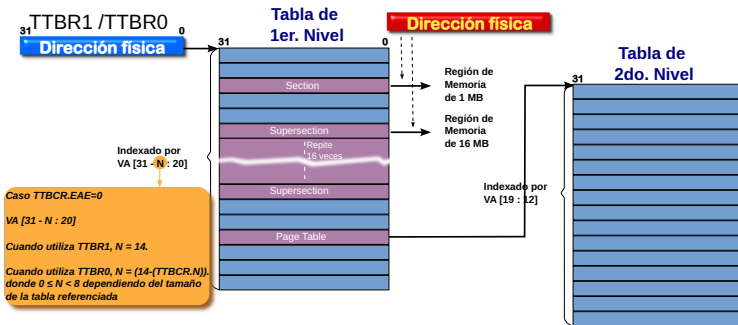 TTBR1 /TTBR0
31
0
Dirección física
Tabla de
1er. Nivel
31
0
Dirección física
Section
Supersection
Repite
16 veces
Supersection
Page Table
Región de
Memoria
de 1 MB
Región de
Memoria
de 16 MB
Indexado por
VA [31 - N : 20]
Caso TTBCR.EAE=0
VA [31 - N : 20]
Cuando utiliza TTBR1, N = 14.
Cuando utiliza TTBR0, N = (14-(TTBCR.N)).
donde 0 ≤ N < 8 dependiendo del tamaño
de la tabla referenciada
Indexado por
VA [19 : 12]
Tabla de
2do. Nivel
31